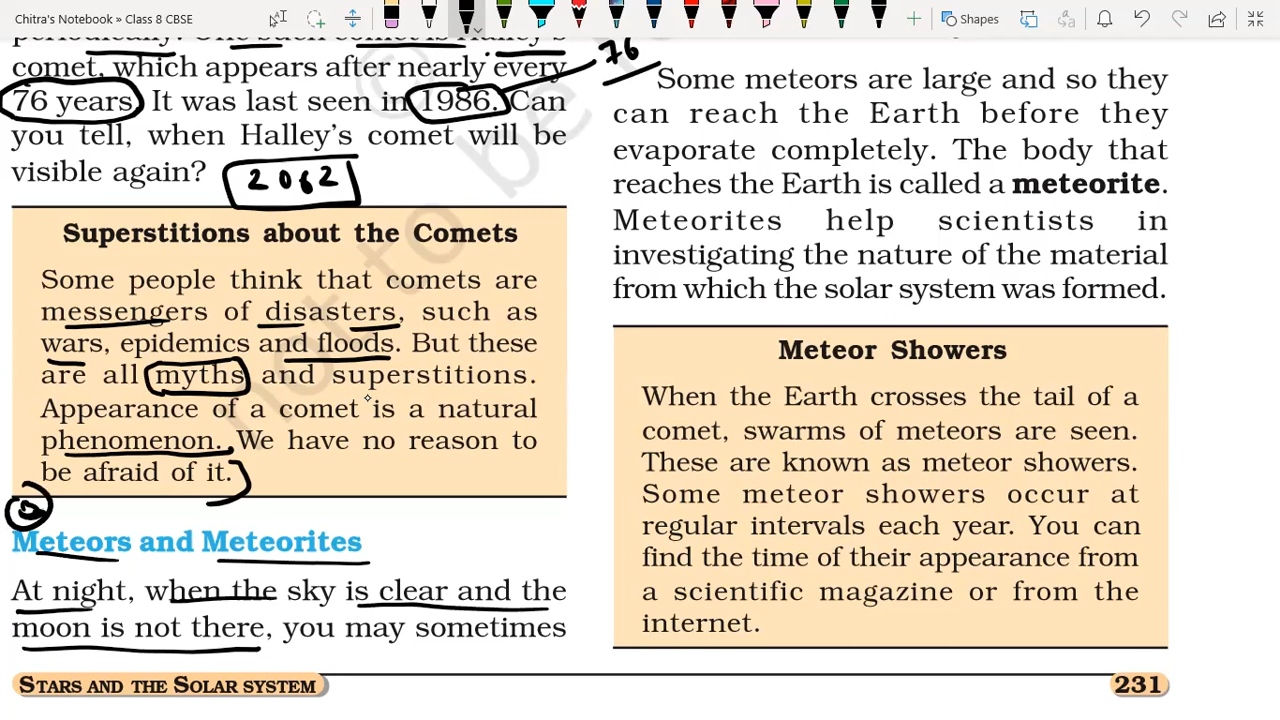 Chitra's Notebook » Class 8 CBSE
Shapes
periodically. One such comet is Halley's
comet, which appears after nearly every
76 years. It was last seen in 1986. Can
you tell, when Halley's comet will be
visible again?
2062
Superstitions about the Comets
Some people think that comets are
messengers of disasters, such as
wars, epidemics and floods. But these
are all myths and superstitions.
Appearance of a comet is a natural
phenomenon. We have no reason to
be afraid of it.
Meteors and Meteorites
At night, when the sky is clear and the
moon is not there, you may sometimes
76
Some meteors are large and so they
can reach the Earth before they
evaporate completely. The body that
reaches the Earth is called a meteorite.
Meteorites help scientists in
investigating the nature of the material
from which the solar system was formed.
Meteor Showers
When the Earth crosses the tail of a
comet, swarms of meteors are seen.
These are known as meteor showers.
Some meteor showers occur at
regular intervals each year. You can
find the time of their appearance from
a scientific magazine or from the
internet.
STARS AND THE SOLAR SYSTEM
231
not to be